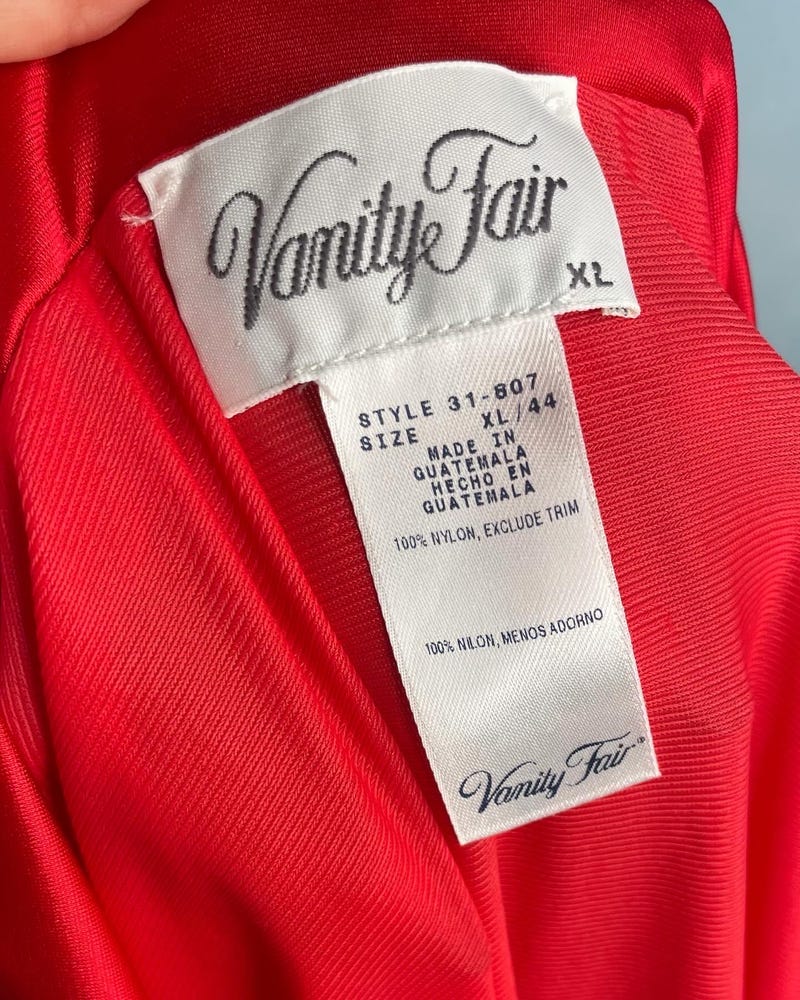 Vanity Fair
XL
STYLE 31-807
SIZE XL/44
MADE IN
GUATEMALA
HECHO EN
GUATEMALA
100% NYLON, EXCLUDE TRIM
100% NILON, MENOS ADORNO
Vanity Fair®